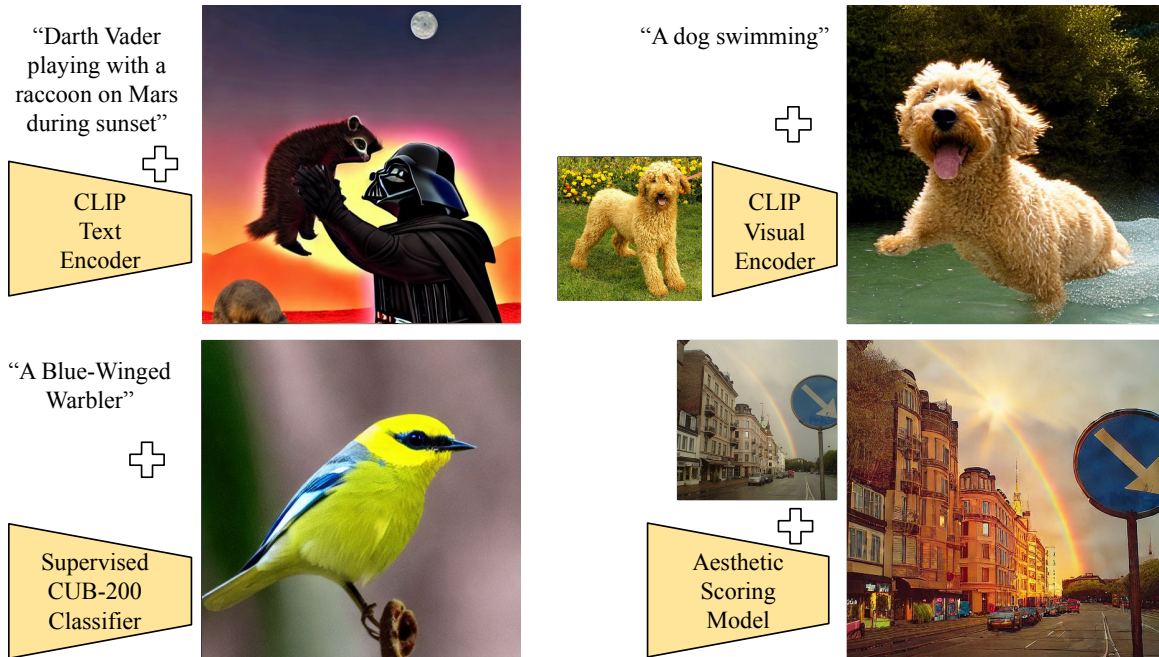 “Darth Vader
playing with a
raccoon on Mars
during sunset”
CLIP
Text
Encoder
“A dog swimming”
CLIP
Visual
Encoder
“A Blue-Winged
Warbler”
Supervised
CUB-200
Classifier
Aesthetic
Scoring
Model